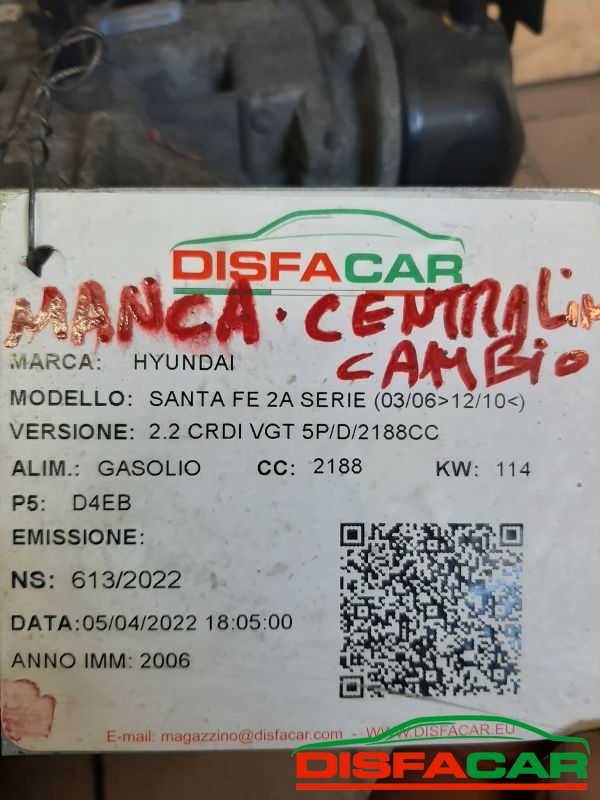 DISFACAR
MANCA. CENTRALin
CAMBIO
MARCA: HYUNDAI
MODELLO: SANTA FE 2A SERIE (03/06>12/10<)
VERSIONE: 2.2 CRDI VGT 5P/D/2188CC
ALIM.: GASOLIO CC: 2188 KW: 114
P5: D4EB
EMISSIONE:
NS: 613/2022
DATA:05/04/2022 18:05:00
ANNO IMM: 2006
E-mail: magazzino@disfacar.com - WWW.DISFACAR.EU
DISFACAR